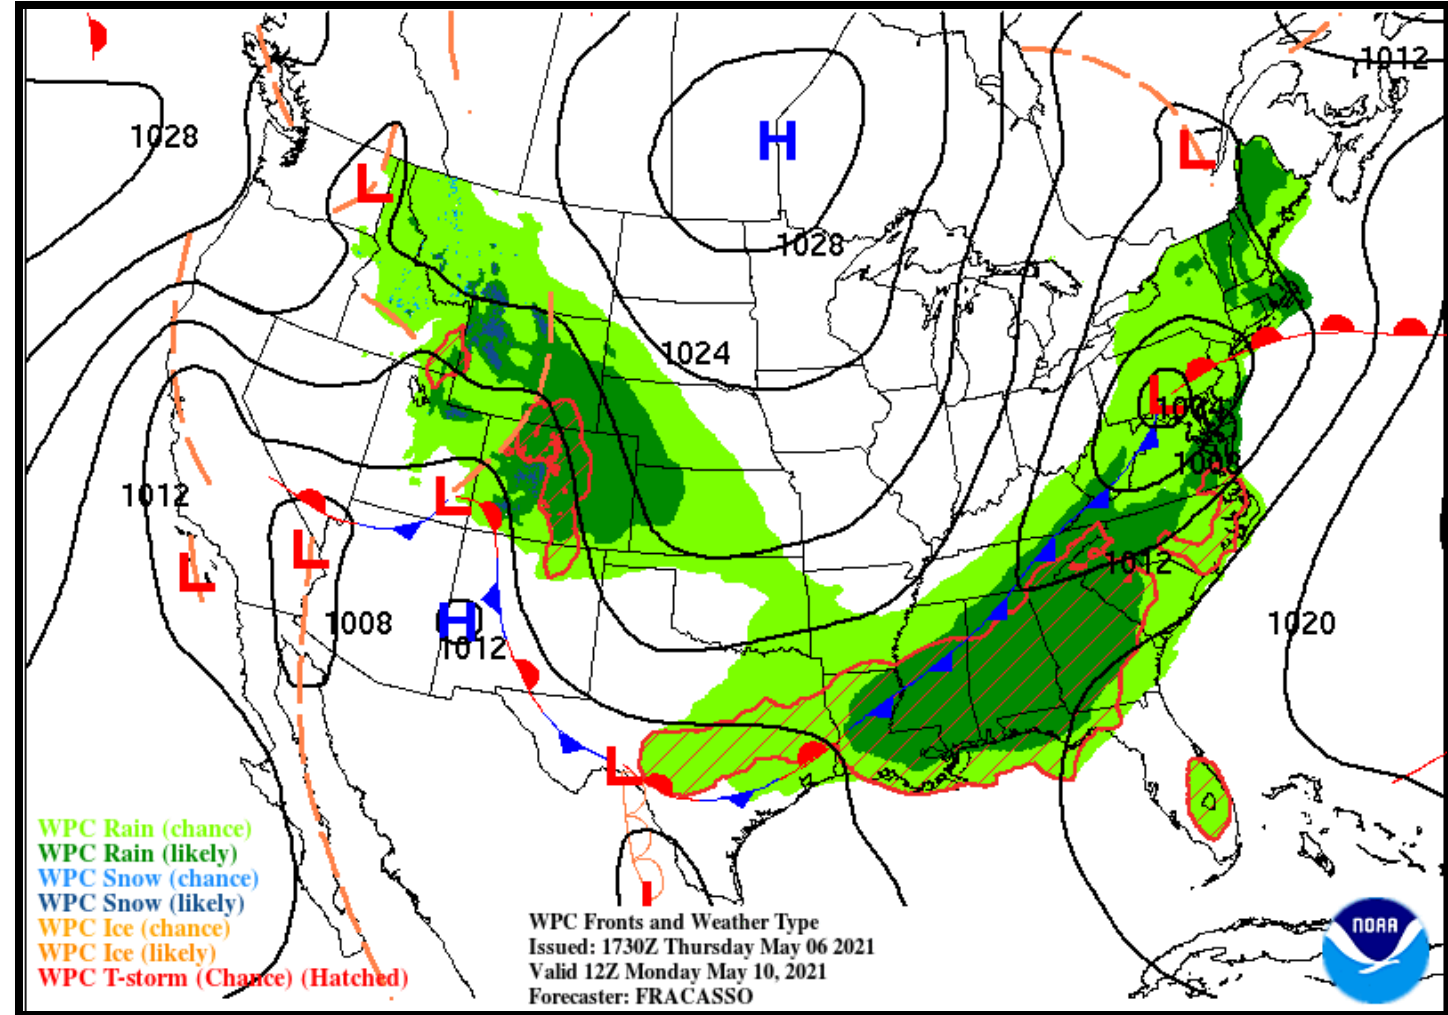 1012
1028
L
H
L
1028
1024
L
1004
1008
1012
L
L
L
1012
1008
H
1012
1020
L
L
WPC Rain (chance)
WPC Rain (likely)
WPC Snow (chance)
WPC Snow (likely)
WPC Ice (chance)
WPC Ice (likely)
WPC T-storm (Chance) (Hatched)
WPC Fronts and Weather Type
Issued: 1730Z Thursday May 06 2021
Valid 12Z Monday May 10, 2021
Forecaster: FRACASSO
NOAA